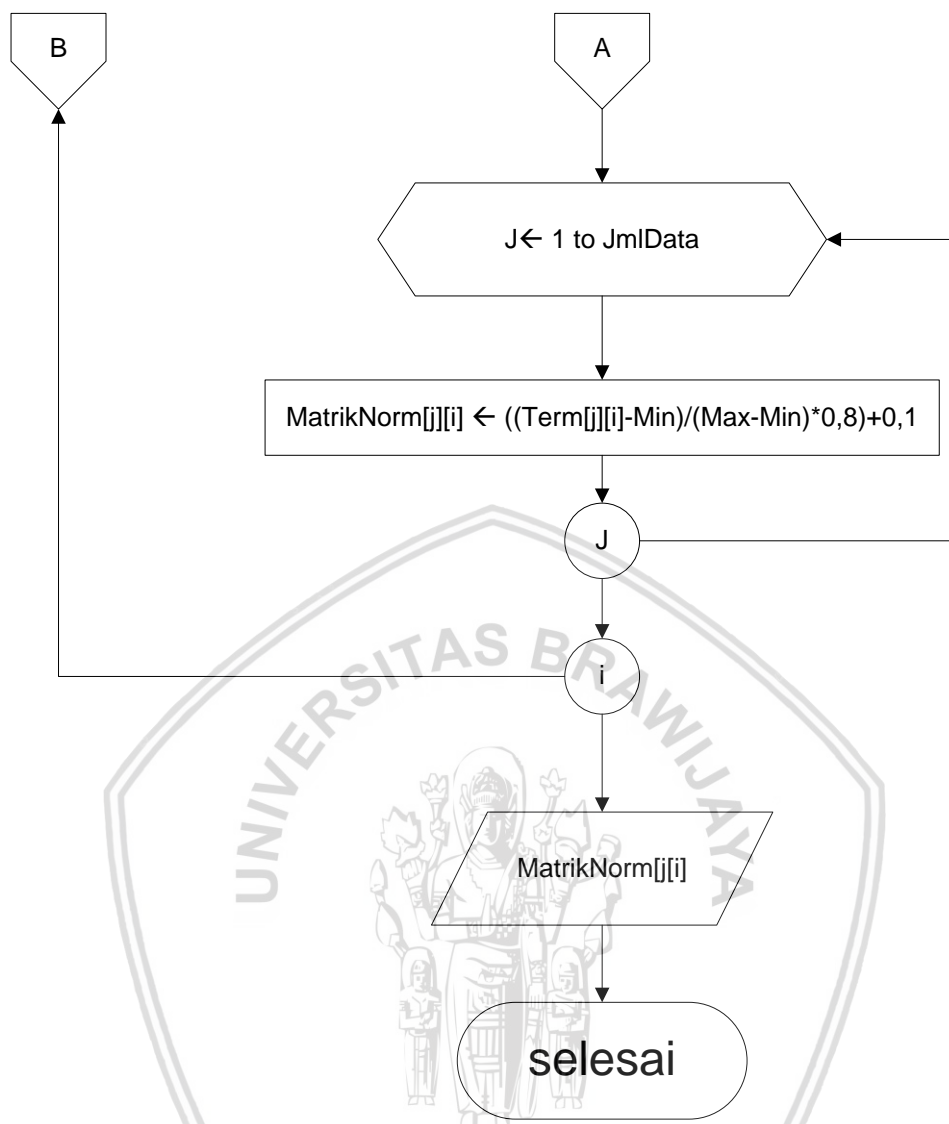 B
A
J← 1 to JmlData
MatrikNorm[j][i] ← ((Term[j][i]-Min)/(Max-Min)*0,8)+0,1
J
i
UNIVERSITAS BRAWIJAYA
MatrikNorm[j[i]
selesai